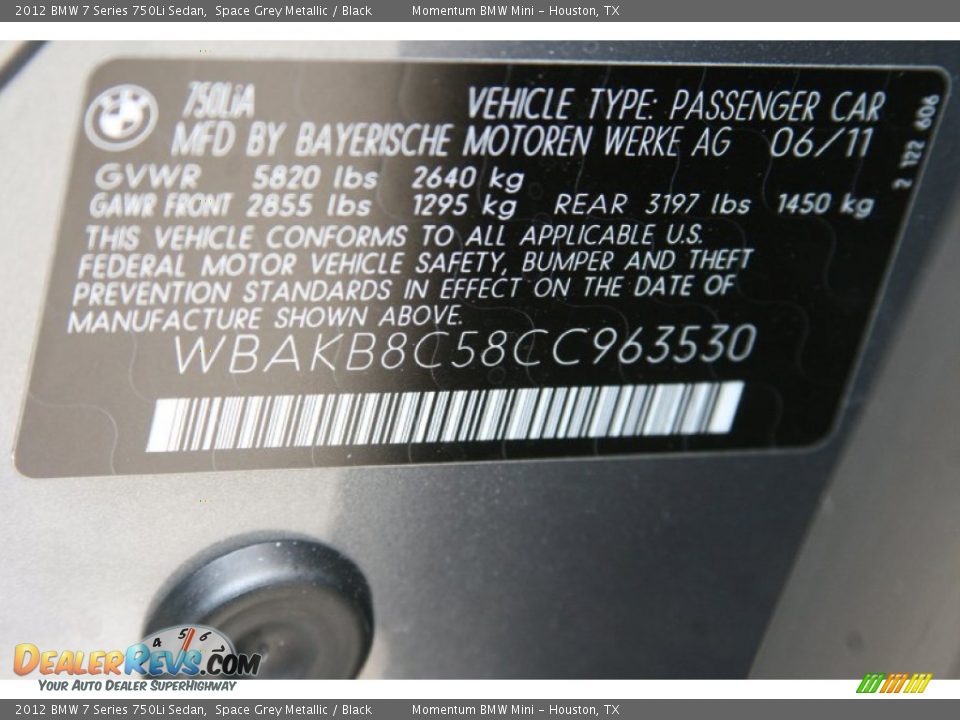 2012 BMW 7 Series 750Li Sedan, Space Grey Metallic / Black Momentum BMW Mini - Houston, TX
BMW
750LiA VEHICLE TYPE: PASSENGER CAR
MFD BY BAYERISCHE MOTOREN WERKE AG 06/11
GVWR 5820 lbs 2640 kg
GAWR FRONT 2855 lbs 1295 kg REAR 3197 lbs 1450 kg
THIS VEHICLE CONFORMS TO ALL APPLICABLE U.S.
FEDERAL MOTOR VEHICLE SAFETY, BUMPER AND THEFT
PREVENTION STANDARDS IN EFFECT ON THE DATE OF
MANUFACTURE SHOWN ABOVE.
WBAKB8C58CC963530
2 122 606
4 5 6
DEALERREVS.COM
YOUR AUTO DEALER SUPERHIGHWAY
2012 BMW 7 Series 750Li Sedan, Space Grey Metallic / Black Momentum BMW Mini - Houston, TX